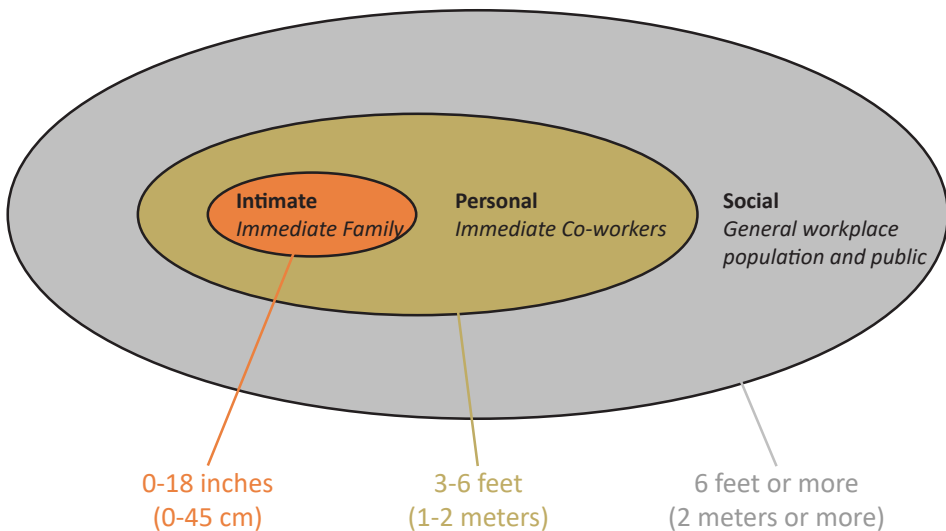 Intimate
Immediate Family
Personal
Immediate Co-workers
Social
General workplace
population and public
0-18 inches
(0-45 cm)
3-6 feet
(1-2 meters)
6 feet or more
(2 meters or more)